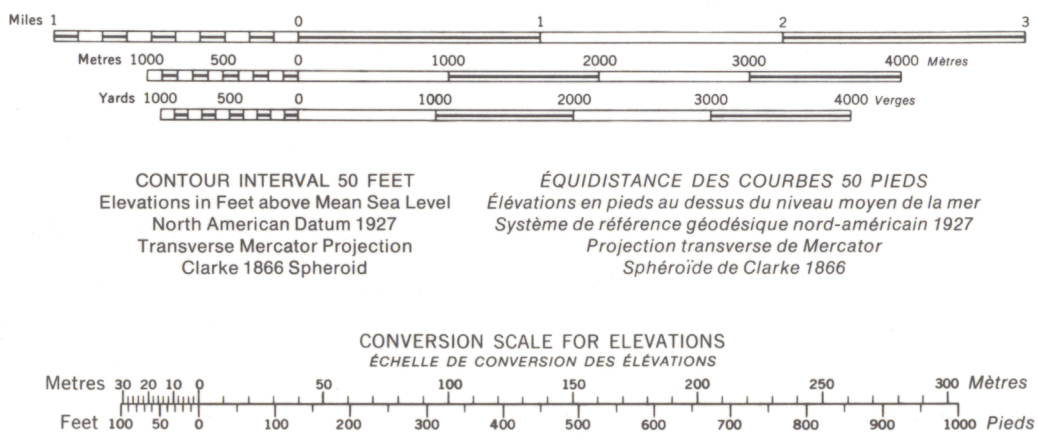 Miles 1 0 1 2 3
Metres 1000 500 0 1000 2000 3000 4000 Mètres
Yards 1000 500 0 1000 2000 3000 4000 Verges
CONTOUR INTERVAL 50 FEET
Elevations in Feet above Mean Sea Level
North American Datum 1927
Transverse Mercator Projection
Clarke 1866 Spheroid
ÉQUIDISTANCE DES COURBES 50 PIEDS
Élévations en pieds au dessus du niveau moyen de la mer
Système de référence géodésique nord-américain 1927
Projection transverse de Mercator
Sphéroïde de Clarke 1866
CONVERSION SCALE FOR ELEVATIONS
ÉCHELLE DE CONVERSION DES ÉLÉVATIONS
Metres 30 20 10 0 50 100 150 200 250 300 Mètres
Feet 100 50 0 100 200 300 400 500 600 700 800 900 1000 Pieds